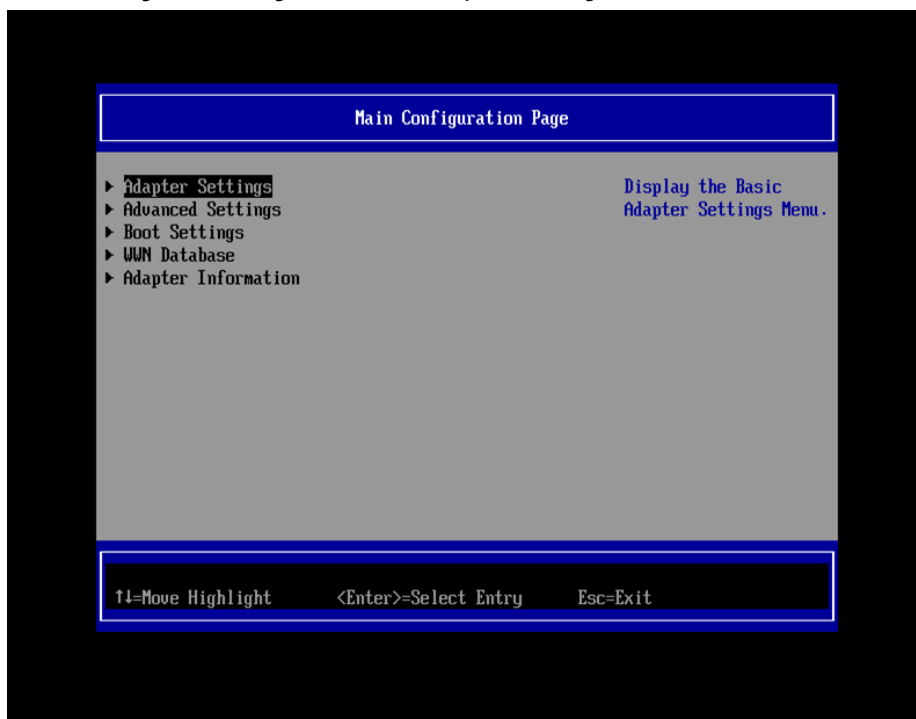 Main Configuration Page
▶ Adapter Settings
Display the Basic
▶ Advanced Settings
Adapter Settings Menu.
▶ Boot Settings
▶ WWN Database
▶ Adapter Information
↑↓=Move Highlight <Enter>=Select Entry Esc=Exit